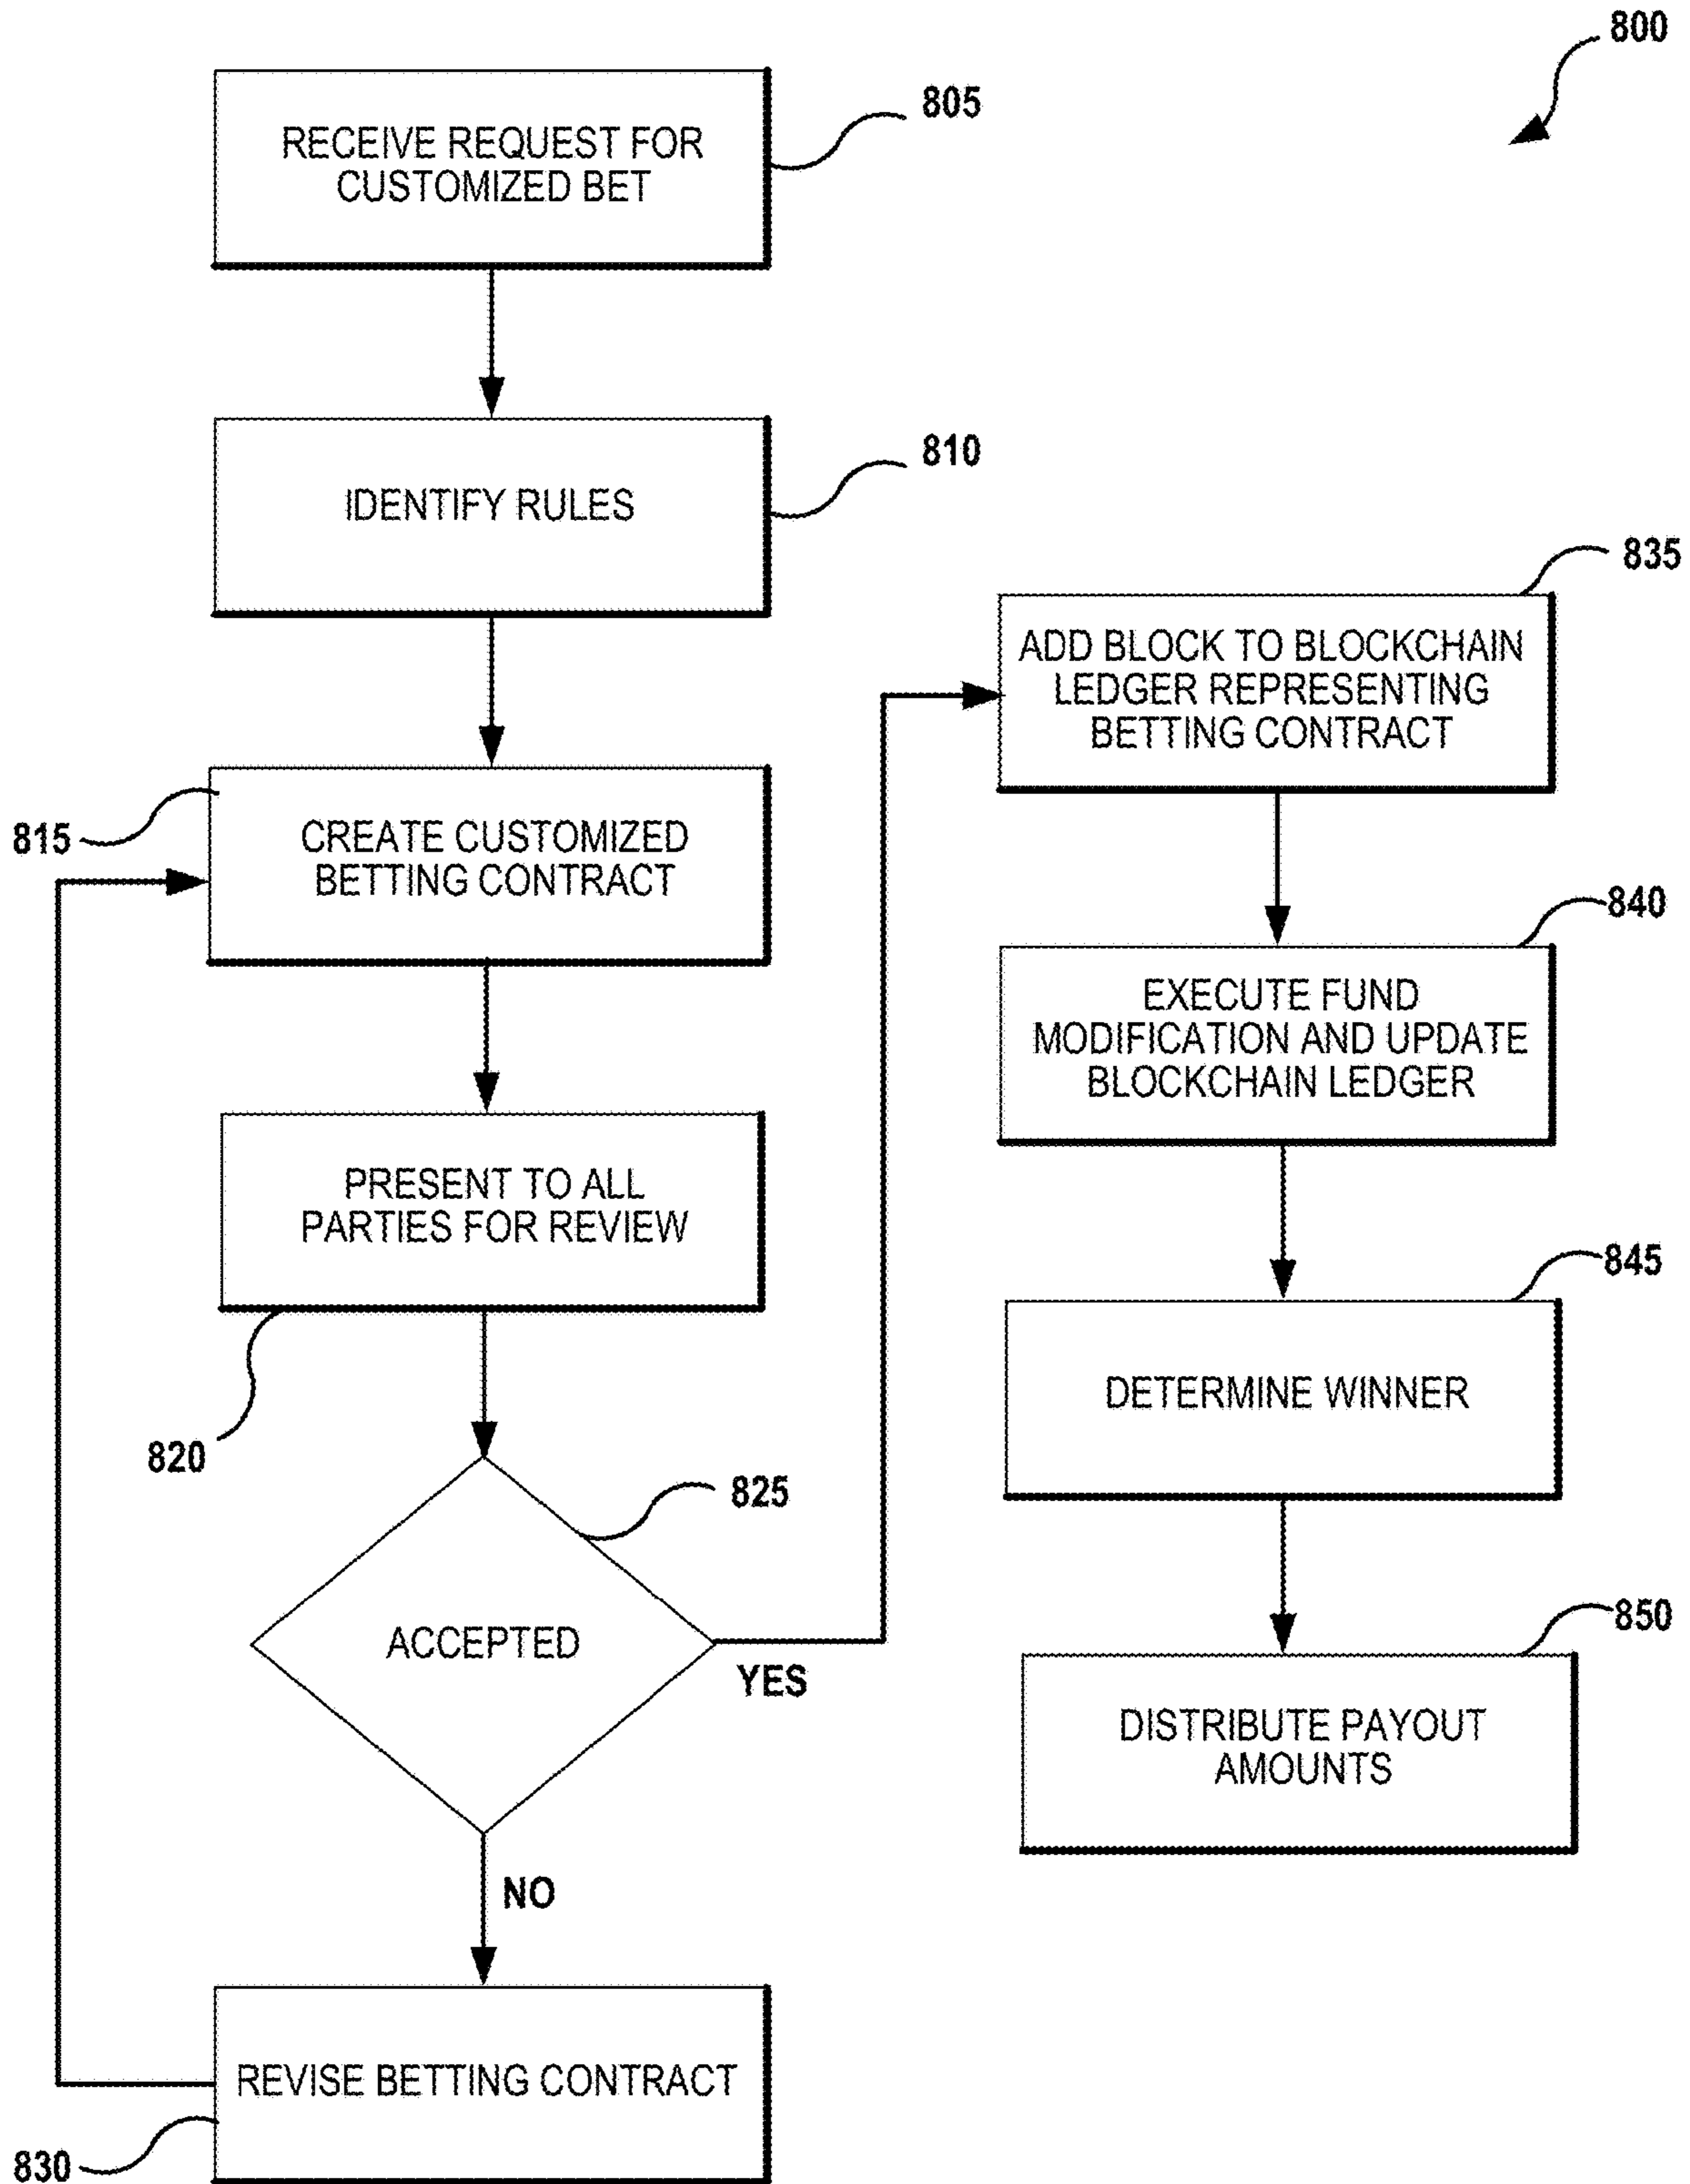 800
805
RECEIVE REQUEST FOR
CUSTOMIZED BET
810
IDENTIFY RULES
815
CREATE CUSTOMIZED
BETTING CONTRACT
PRESENT TO ALL
PARTIES FOR REVIEW
820
825
ACCEPTED
YES
NO
REVISE BETTING CONTRACT
830
835
ADD BLOCK TO BLOCKCHAIN
LEDGER REPRESENTING
BETTING CONTRACT
840
EXECUTE FUND
MODIFICATION AND UPDATE
BLOCKCHAIN LEDGER
845
DETERMINE WINNER
850
DISTRIBUTE PAYOUT
AMOUNTS